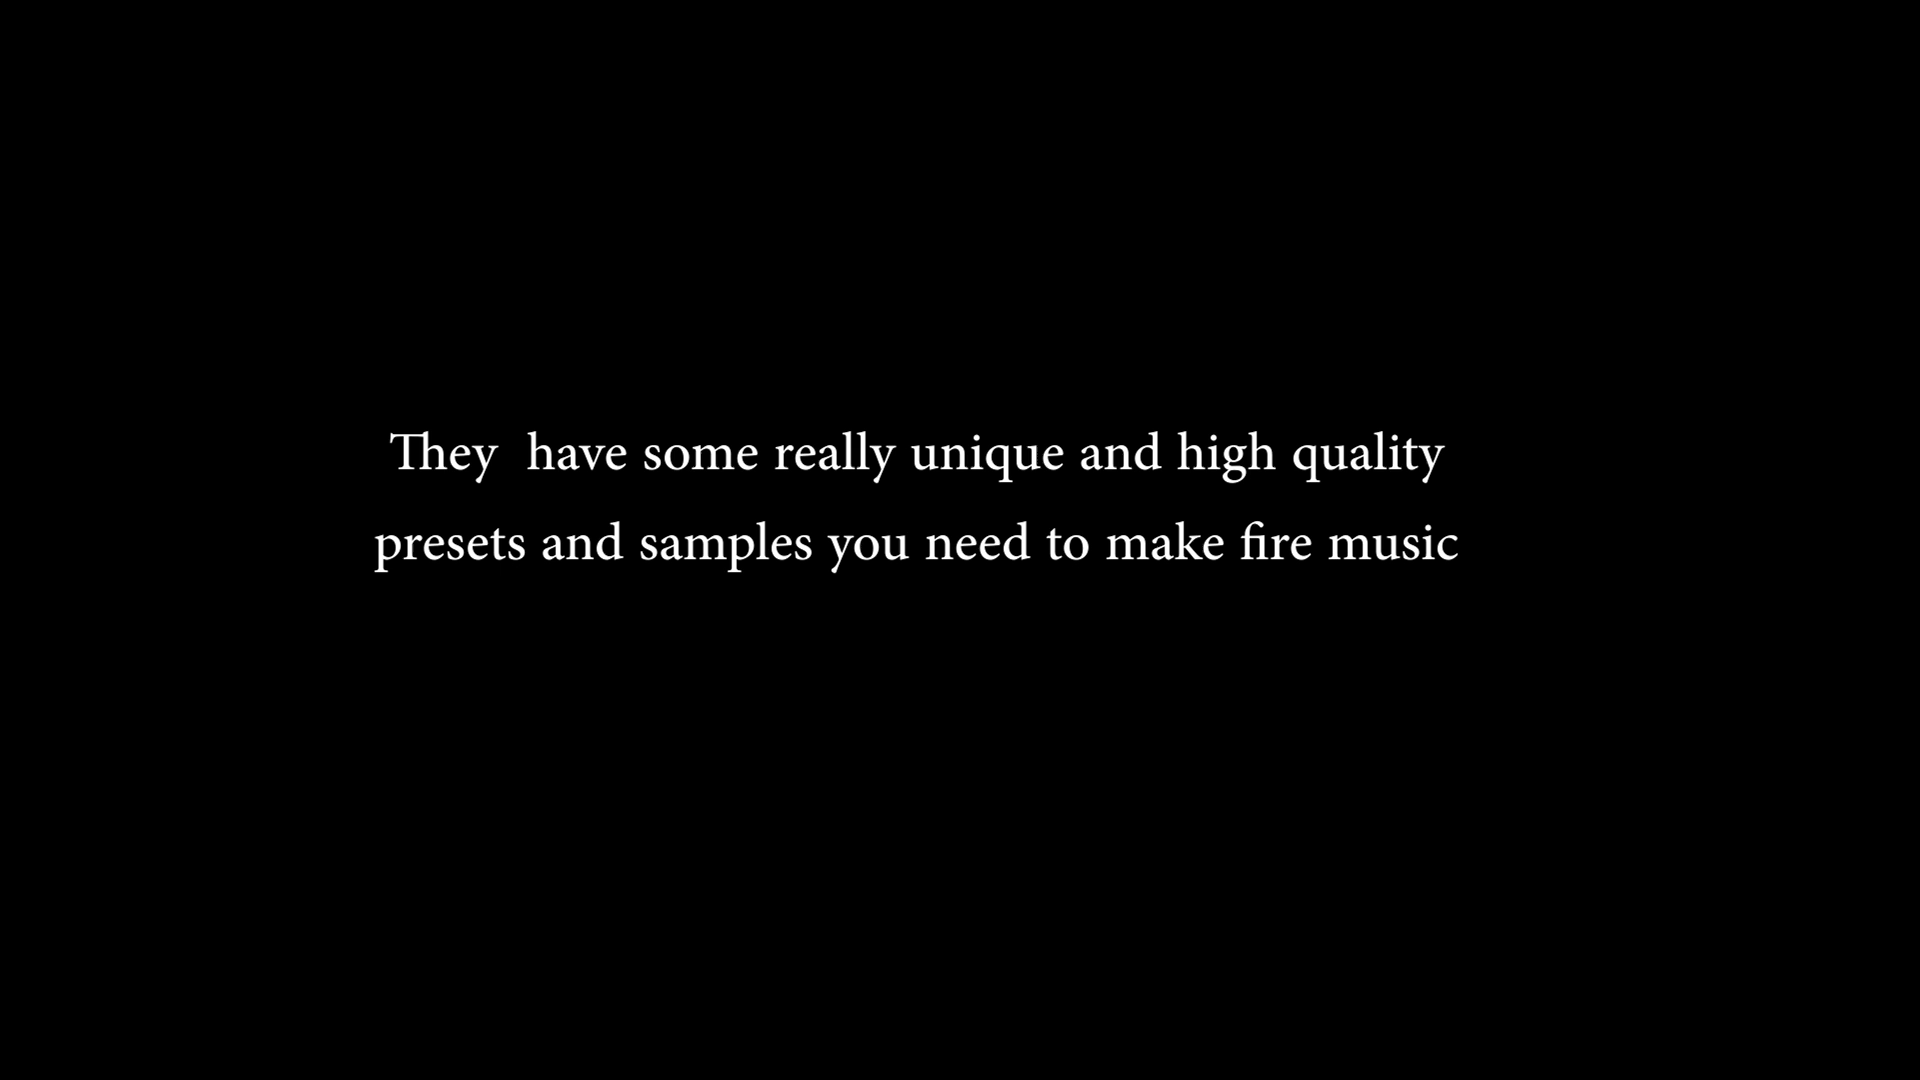 They  have some really unique and high quality
presets and samples you need to make fire music